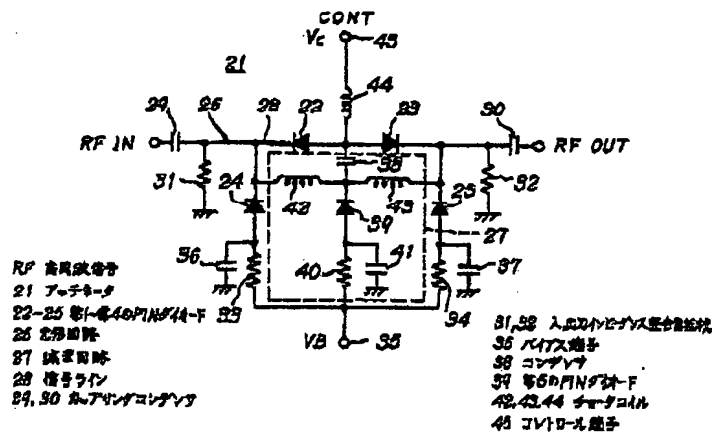 CONT
Vc 45
21
44
29 26 28 22 23 30
RF IN RF OUT
38
31 32
24 42 43 25
39
27
36 41 37
40
33 34
VB 35
RF 高周波信号
21 アッテネータ
22~25 第1~第4のPINダイオード
26 π形回路
27 補正回路
28 信号ライン
29,30 カップリングコンデンサ
31,32 入出力インピーダンス整合用抵抗
35 バイアス端子
38 コンデンサ
39 第5のPINダイオード
42,43,44 チョークコイル
45 コントロール端子